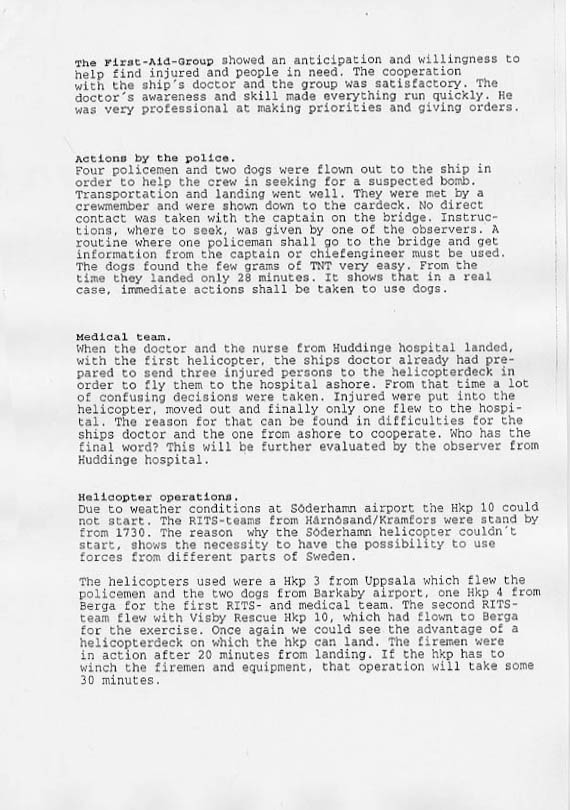 The First-Aid-Group showed an anticipation and willingness to
help find injured and people in need. The cooperation
with the ship´s doctor and the group was satisfactory. The
doctor´s awareness and skill made everything run quickly. He
was very professional at making priorities and giving orders.
Actions by the police.
Four policemen and two dogs were flown out to the ship in
order to help the crew in seeking for a suspected bomb.
Transportation and landing went well. They were met by a
crewmember and were shown down to the cardeck. No direct
contact was taken with the captain on the bridge. Instruc-
tions, where to seek, was given by one of the observers. A
routine where one policeman shall go to the bridge and get
information from the captain or chiefengineer must be used.
The dogs found the few grams of TNT very easy. From the
time they landed only 28 minutes. It shows that in a real
case, immediate actions shall be taken to use dogs.
Medical team.
When the doctor and the nurse from Huddinge hospital landed,
with the first helicopter, the ships doctor already had pre-
pared to send three injured persons to the helicopterdeck in
order to fly them to the hospital ashore. From that time a lot
of confusing decisions were taken. Injured were put into the
helicopter, moved out and finally only one flew to the hospi-
tal. The reason for that can be found in difficulties for the
ships doctor and the one from ashore to cooperate. Who has the
final word? This will be further evaluated by the observer from
Huddinge hospital.
Helicopter operations.
Due to weather conditions at Söderhamn airport the Hkp 10 could
not start. The RITS-teams from Härnösand/Kramfors were stand by
from 1730. The reason why the Söderhamn helicopter couldn´t
start, shows the necessity to have the possibility to use
forces from different parts of Sweden.
The helicopters used were a Hkp 3 from Uppsala which flew the
policemen and the two dogs from Barkaby airport, one Hkp 4 from
Berga for the first RITS- and medical team. The second RITS-
team flew with Visby Rescue Hkp 10, which had flown to Berga
for the exercise. Once again we could see the advantage of a
helicopterdeck on which the hkp can land. The firemen were
in action after 20 minutes from landing. If the hkp has to
winch the firemen and equipment, that operation will take some
30 minutes.